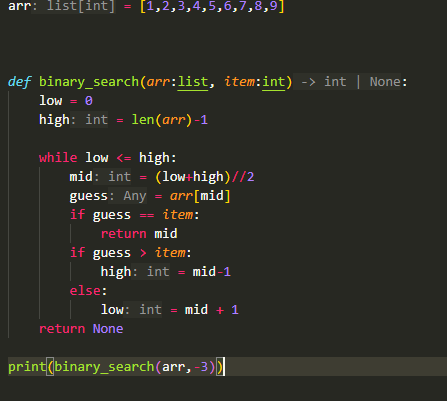 arr: list[int] = [1,2,3,4,5,6,7,8,9]
def binary_search(arr:list, item:int) -> int | None:
    low = 0
    high: int = len(arr)-1
    while low <= high:
        mid: int = (low+high)//2
        guess: Any = arr[mid]
        if guess == item:
            return mid
        if guess > item:
            high: int = mid-1
        else:
            low: int = mid + 1
    return None
print(binary_search(arr,-3))